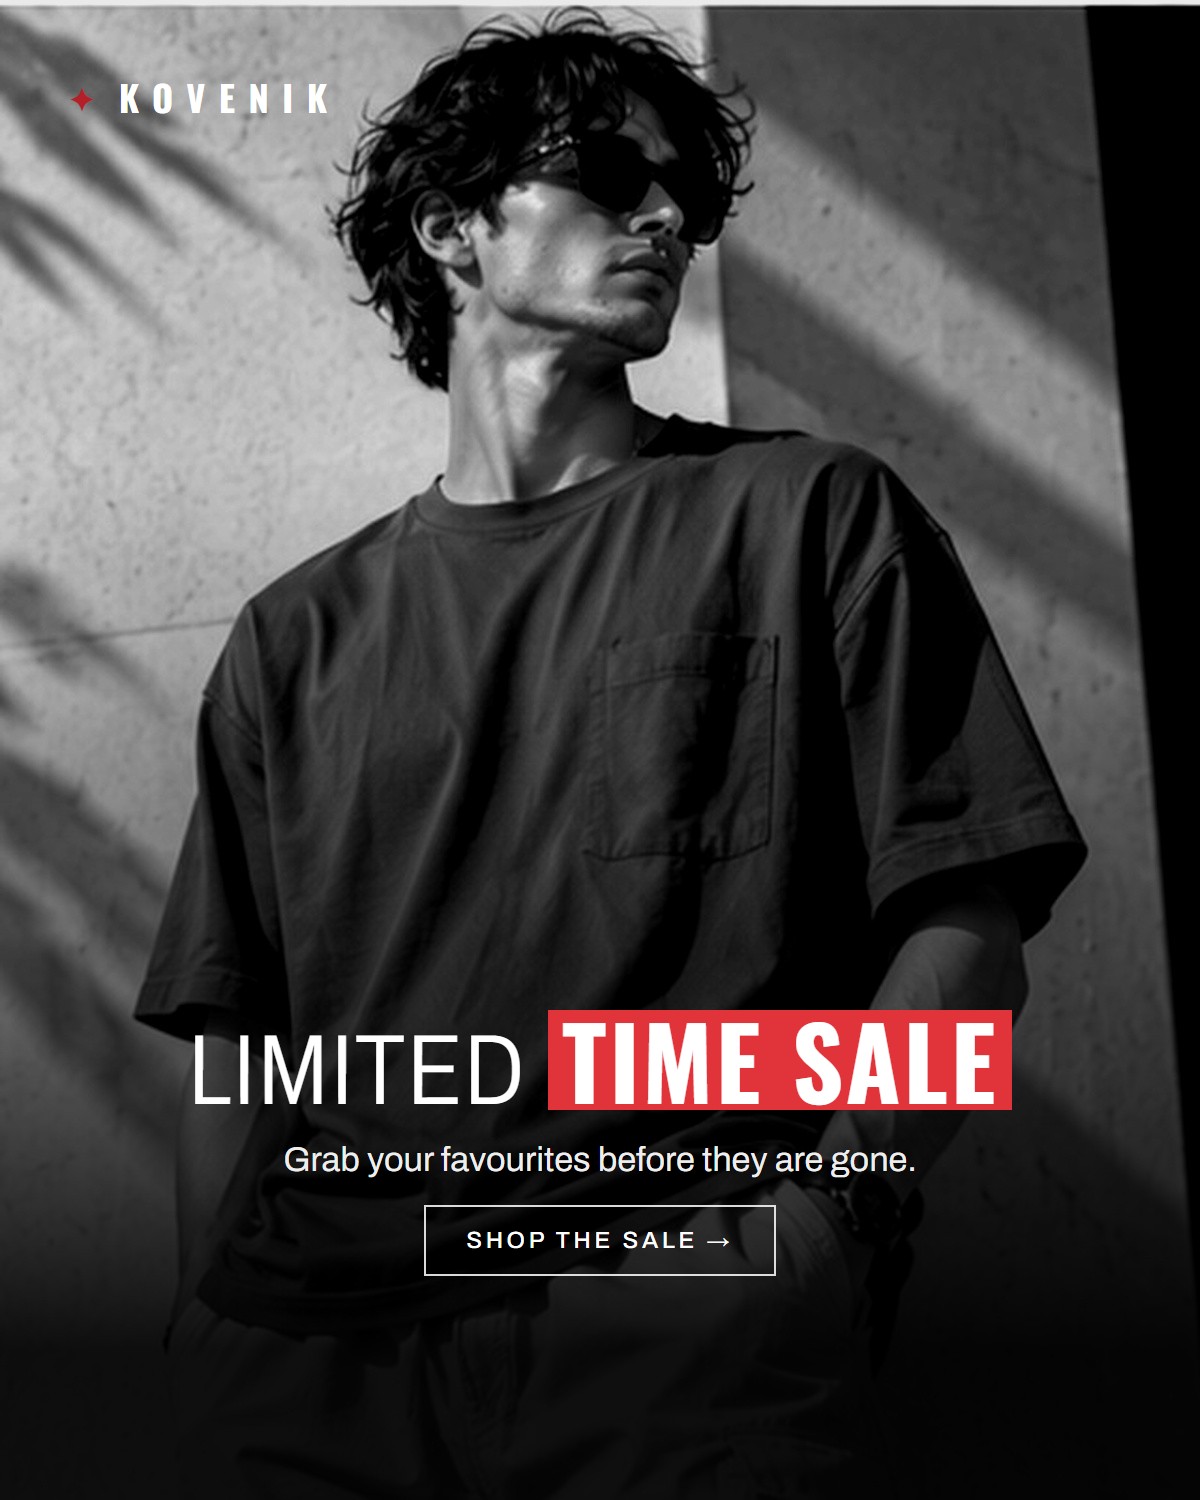 KOVENIK
LIMITED TIME SALE
Grab your favourites before they are gone.
SHOP THE SALE →